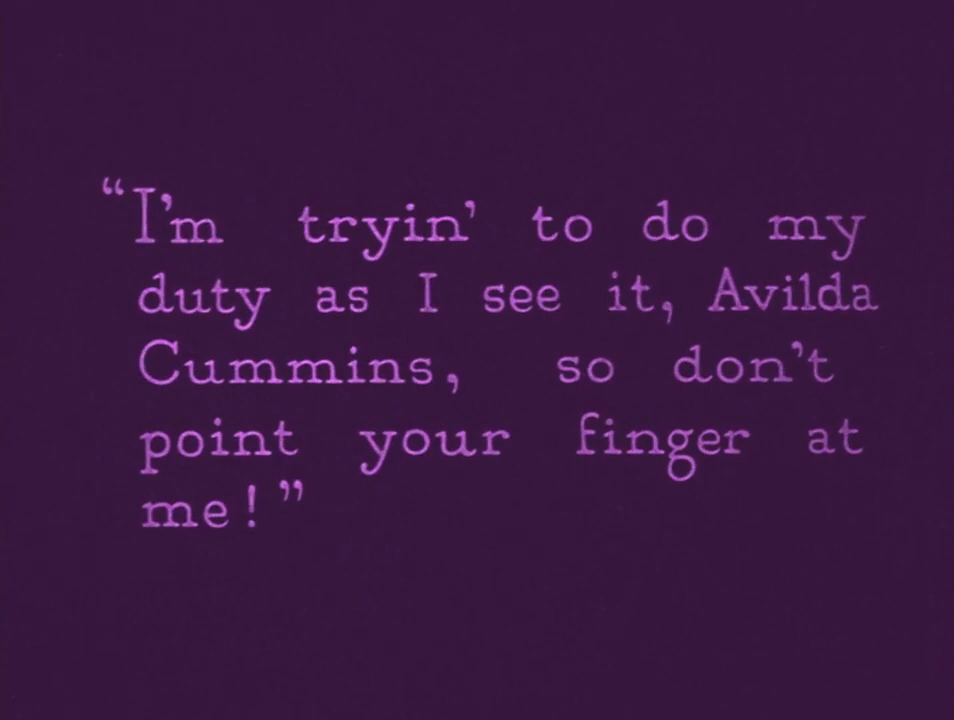 “I’m tryin’ to do my
duty as I see it, Avilda
Cummins, so don’t
point your finger at
me!”